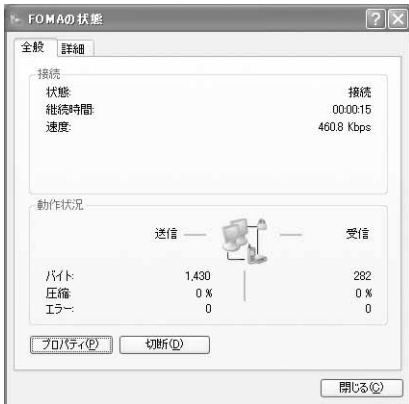 FOMAの状態
全般 詳細
接続
状態: 接続
継続時間: 00:00:15
速度: 460.8 Kbps
動作状況
送信 — — 受信
バイト: 1,430 282
圧縮: 0 % 0 %
エラー: 0 0
プロパティ(P) 切断(D)
閉じる(C)